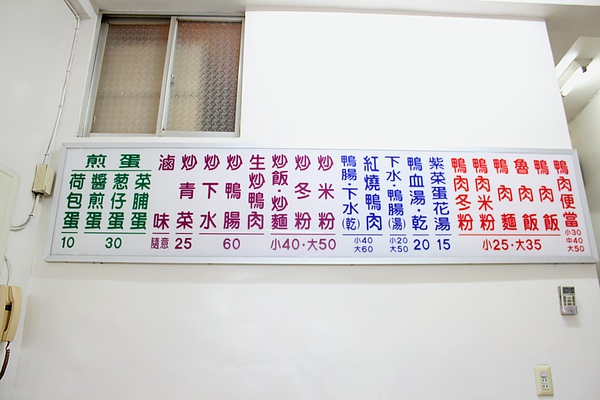 鴨肉便當 小30 中40 大50
鴨肉飯
魯肉飯
鴨肉麵
鴨肉米粉
鴨肉冬粉
小25·大35
紫菜蛋花湯 15
鴨血湯·乾 20
下水·鴨腸(湯) 小20 大50
紅燒鴨肉
鴨腸·下水(乾)
小40 大60
炒米粉
炒冬粉
炒飯·炒麵
小40·大50
生炒鴨肉
炒鴨腸
炒下水
60
炒青菜 25
滷味 隨意
煎蛋
菜脯蛋
葱仔蛋
醬煎蛋
30
荷包蛋
10